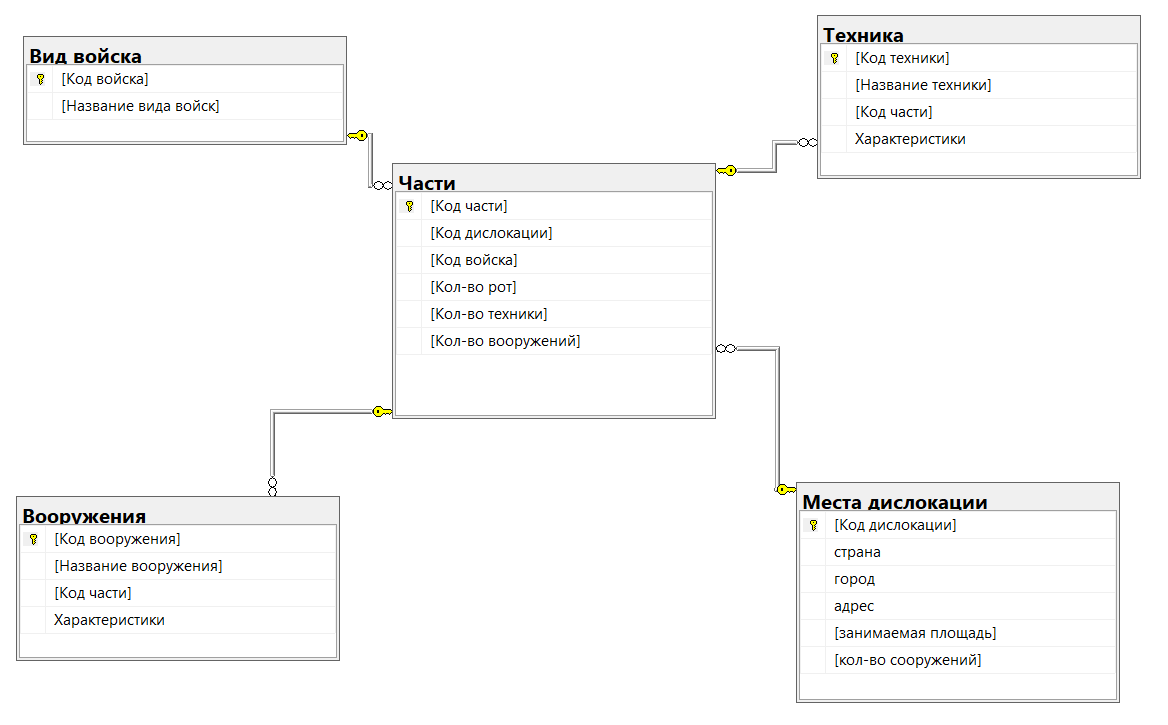 Вид войска
[Код войска]
[Название вида войск]
Техника
[Код техники]
[Название техники]
[Код части]
Характеристики
Части
[Код части]
[Код дислокации]
[Код войска]
[Кол-во рот]
[Кол-во техники]
[Кол-во вооружений]
Вооружения
[Код вооружения]
[Название вооружения]
[Код части]
Характеристики
Места дислокации
[Код дислокации]
страна
город
адрес
[занимаемая площадь]
[кол-во сооружений]